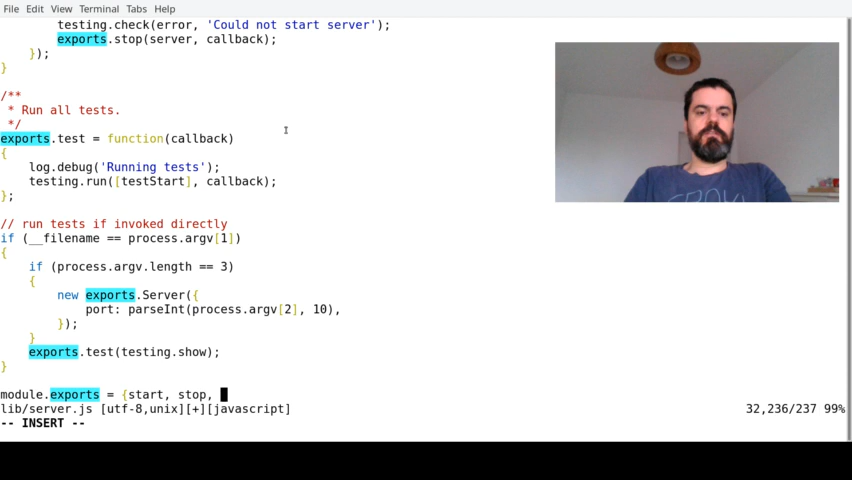 File Edit View Terminal Tabs Help
testing.check(error, 'Could not start server');
exports.stop(server, callback);
});
}
/**
* Run all tests.
*/
exports.test = function(callback)
{
log.debug('Running tests');
testing.run([testStart], callback);
};
// run tests if invoked directly
if (__filename == process.argv[1])
{
if (process.argv.length == 3)
{
new exports.Server({
port: parseInt(process.argv[2], 10),
});
}
exports.test(testing.show);
}
module.exports = {start, stop,
lib/server.js [utf-8,unix][+][javascript] 32,236/237 99%
-- INSERT --